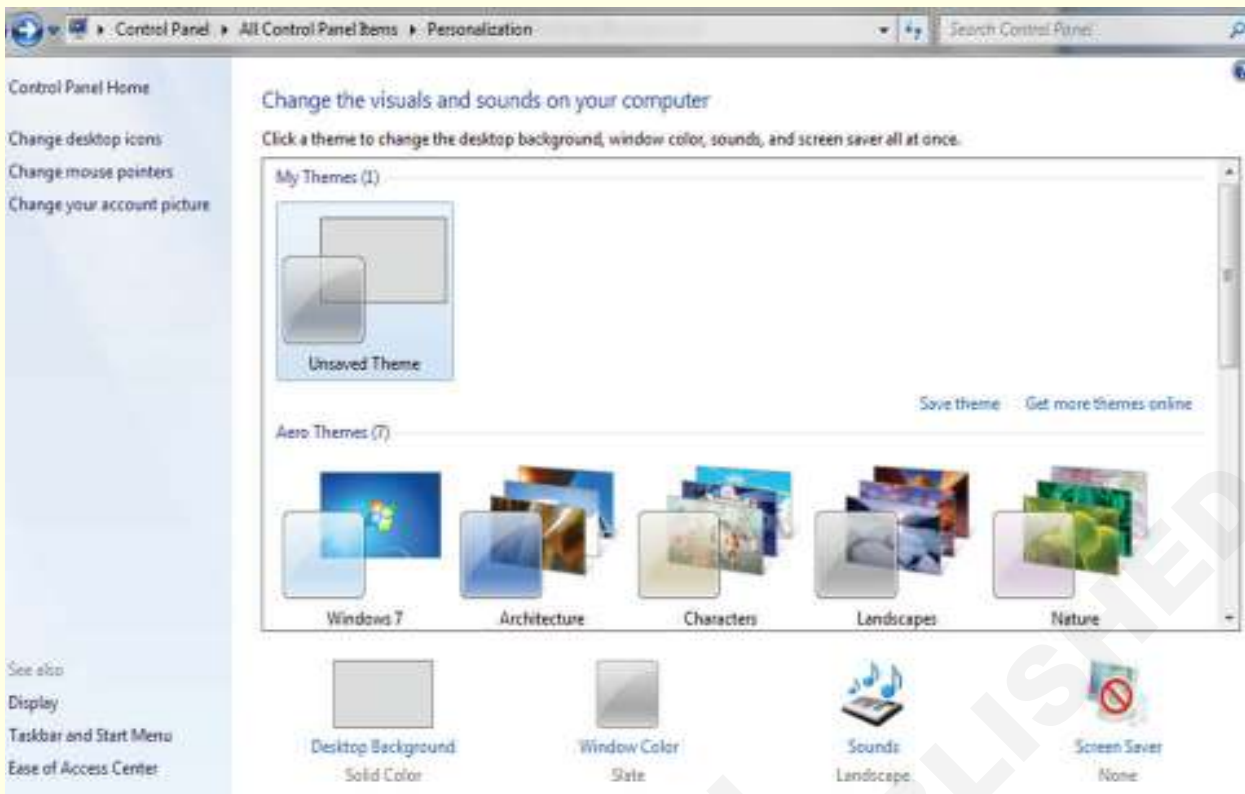 Control Panel ▸ All Control Panel Items ▸ Personalization
Search Control Panel
Control Panel Home
Change desktop icons
Change mouse pointers
Change your account picture
Change the visuals and sounds on your computer
Click a theme to change the desktop background, window color, sounds, and screen saver all at once.
My Themes (1)
Unsaved Theme
Save theme Get more themes online
Aero Themes (7)
Windows 7 Architecture Characters Landscapes Nature
See also
Display
Taskbar and Start Menu
Ease of Access Center
Desktop Background Window Color Sounds Screen Saver
Solid Color Slate Landscape None